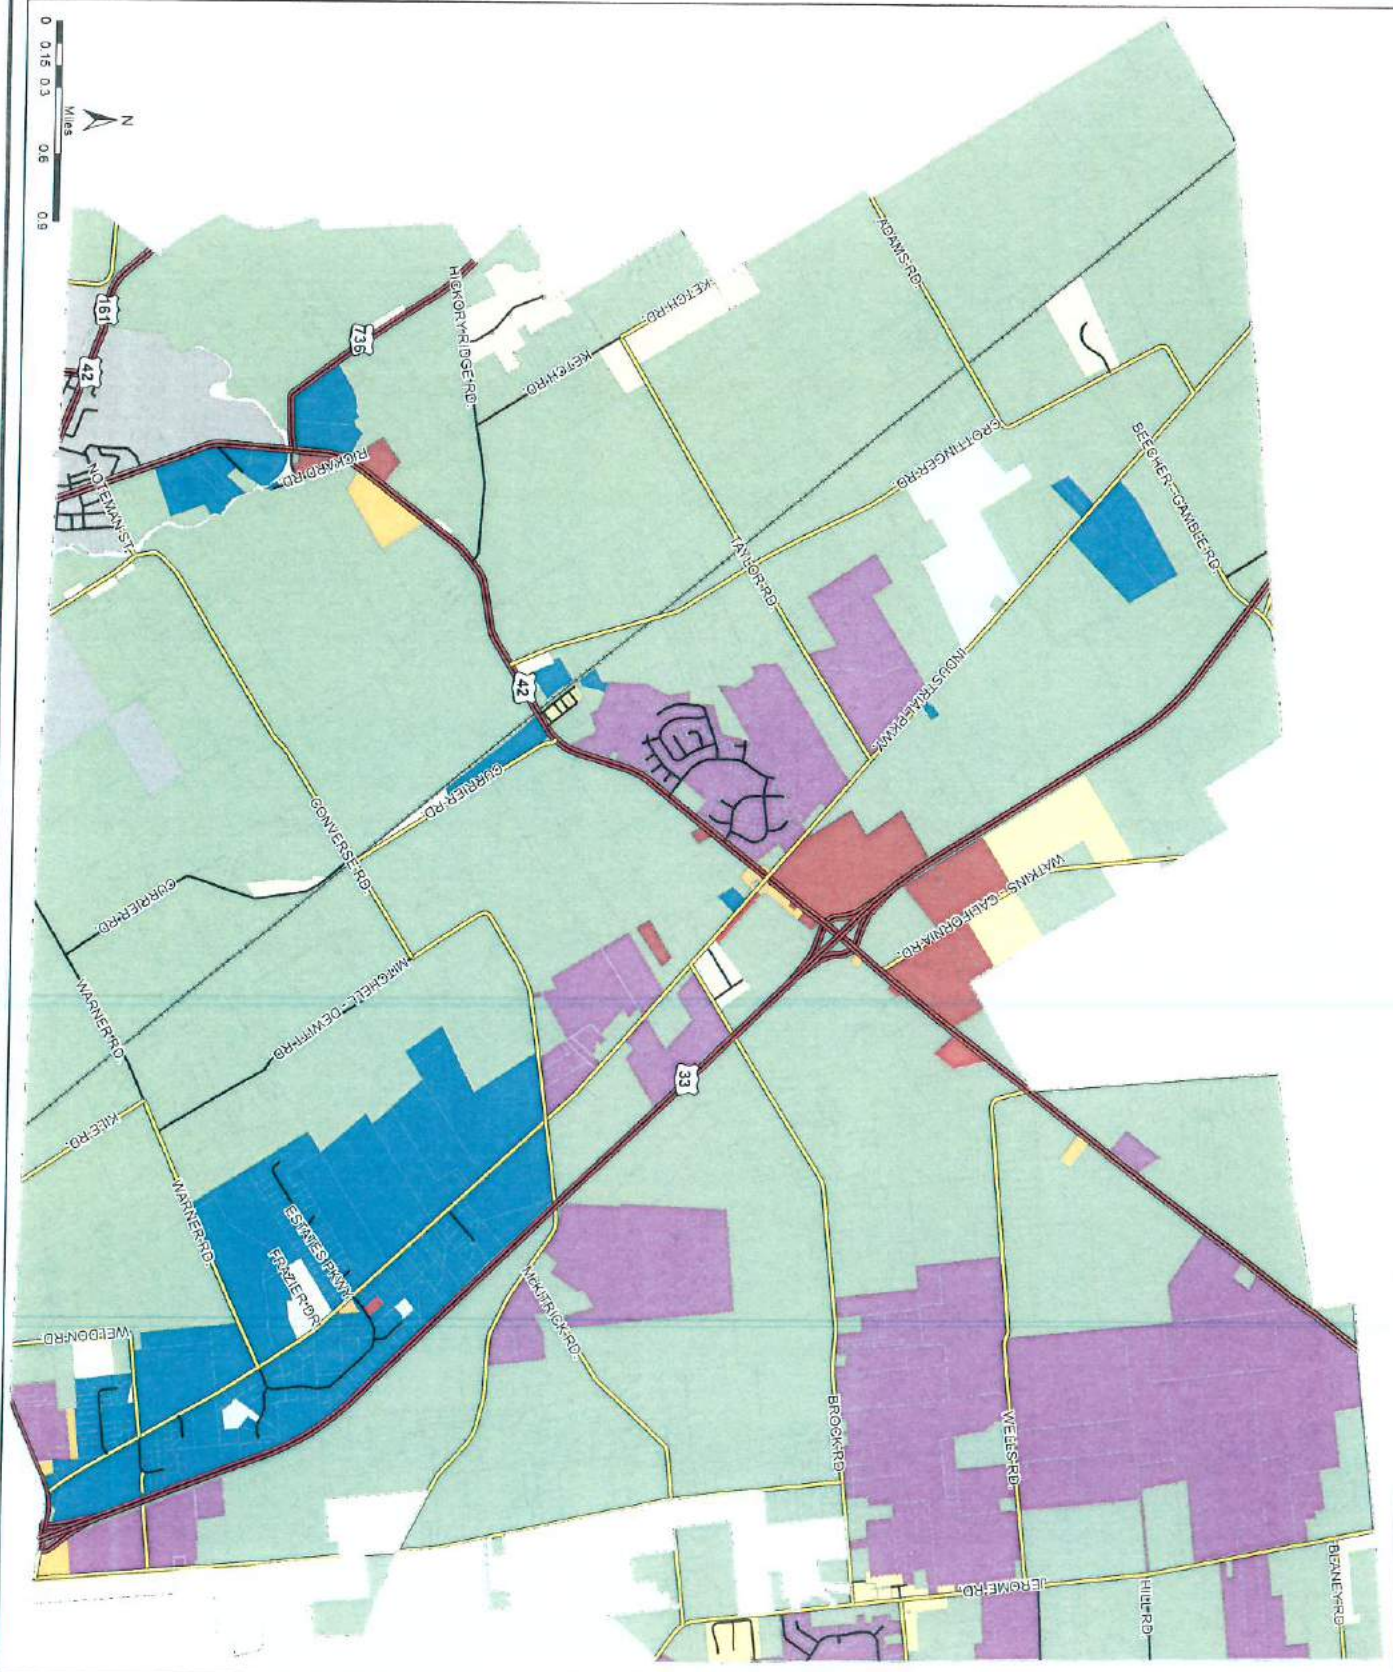 0 0.15 0.3 0.6 0.9
Miles
N
ADAMS RD.
KETCH RD.
HICKORY RIDGE RD.
KETCH RD.
161
736
42
CROTTINGER RD.
BEECHER - GAMBLE RD.
RICKARD RD
NOTEMAN ST.
TAYLOR RD.
INDUSTRIAL PKWY.
42
CURRIER RD.
CONVERSE RD.
WATKINS - CALIFORNIA RD.
CURRIER RD.
MITCHELL - DEWITT RD
WARNER RD.
33
KILE RD.
WARNER RD.
ESTATES PKWY
FRAZIER DR
MCKITRICK RD.
WELDON RD
BROCK RD
WELLS RD.
JEROME RD.
HILL RD.
BLANEY RD